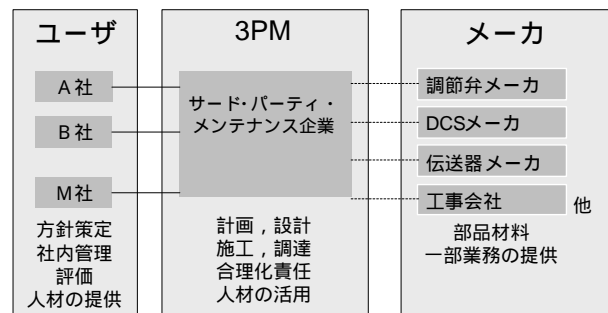 ユーザ
A社
B社
M社
方針策定
社内管理
評価
人材の提供
3PM
サード・パーティ・
メンテナンス企業
計画，設計
施工，調達
合理化責任
人材の活用
メーカ
調節弁メーカ
DCSメーカ
伝送器メーカ
工事会社 他
部品材料
一部業務の提供